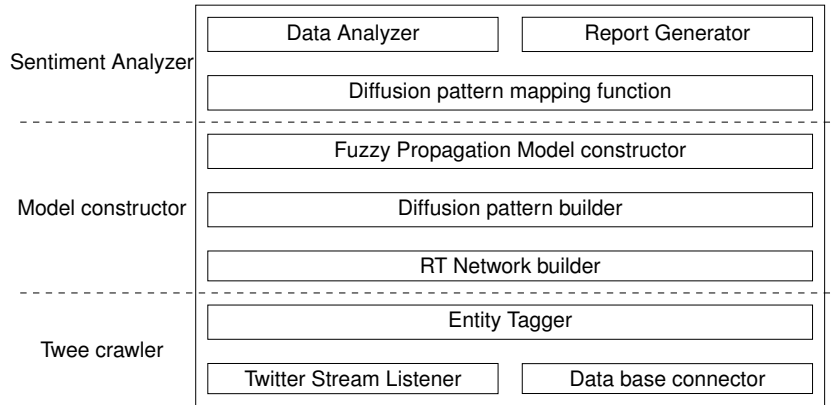 Data Analyzer
Report Generator
Sentiment Analyzer
Diffusion pattern mapping function
Fuzzy Propagation Model constructor
Model constructor
Diffusion pattern builder
RT Network builder
Entity Tagger
Twee crawler
Twitter Stream Listener
Data base connector